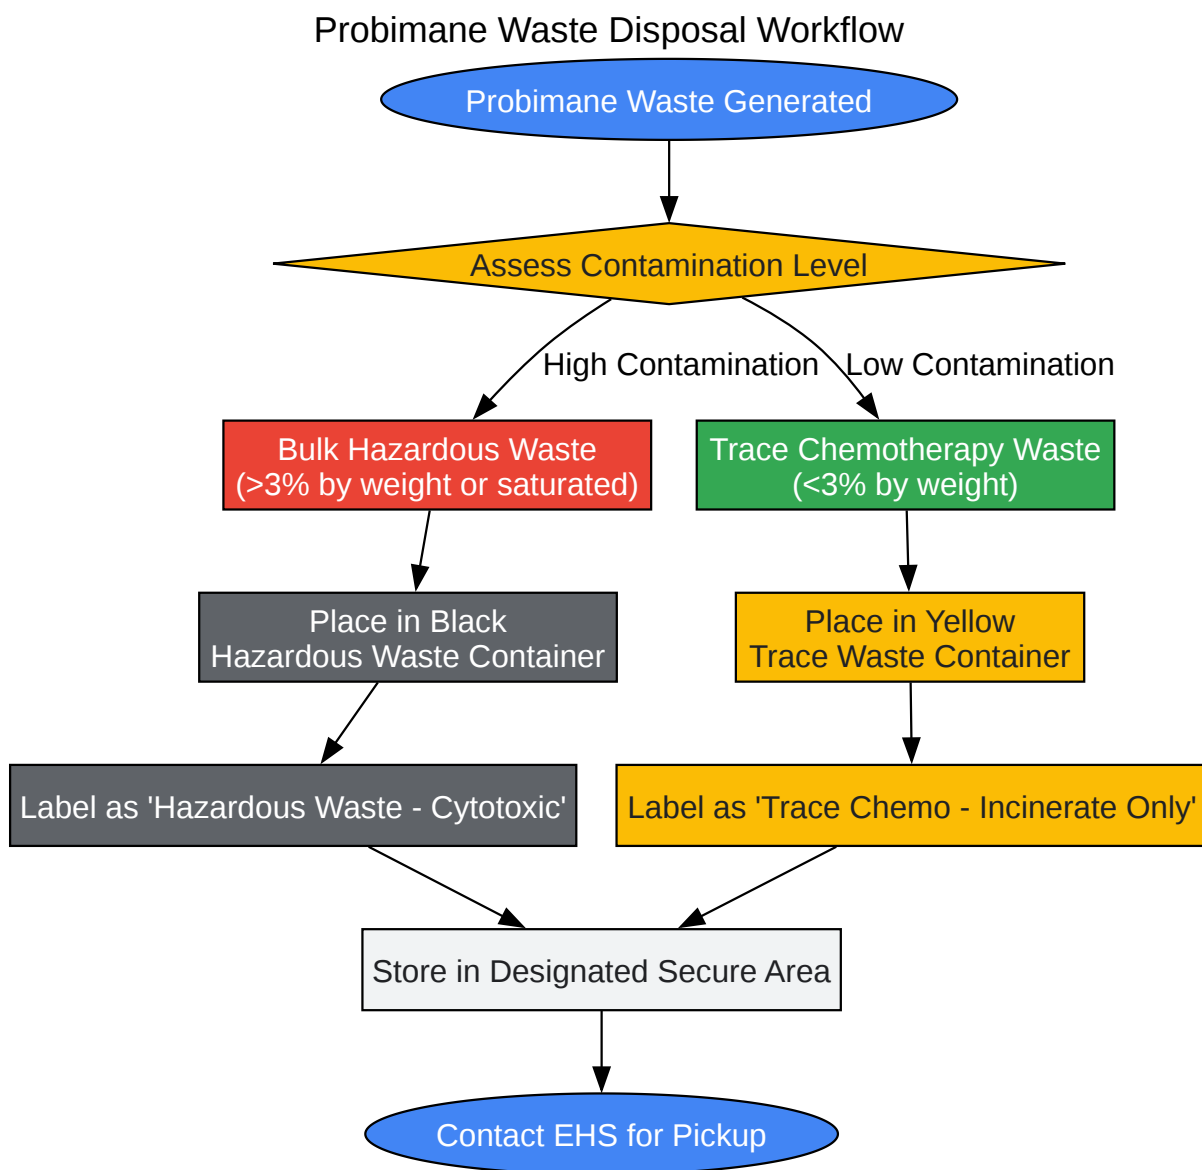 Probimane Waste Disposal Workflow
Probimane Waste Generated
Assess Contamination Level
High Contamination
Low Contamination
Bulk Hazardous Waste
(>3% by weight or saturated)
Trace Chemotherapy Waste
(<3% by weight)
Place in Black
Hazardous Waste Container
Place in Yellow
Trace Waste Container
Label as 'Hazardous Waste - Cytotoxic'
Label as 'Trace Chemo - Incinerate Only'
Store in Designated Secure Area
Contact EHS for Pickup